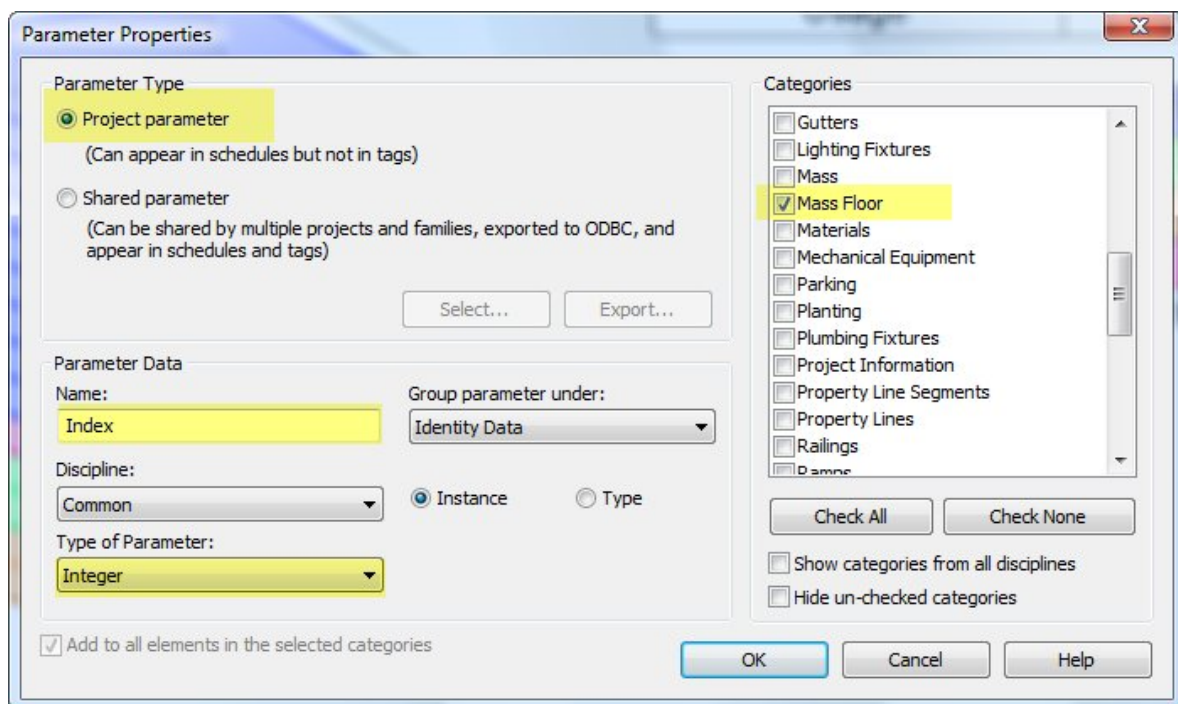 Parameter Properties
Parameter Type
Project parameter
(Can appear in schedules but not in tags)
Shared parameter
(Can be shared by multiple projects and families, exported to ODBC, and
appear in schedules and tags)
Select...
Export...
Parameter Data
Name:
Group parameter under:
Index
Identity Data
Discipline:
Common
Instance
Type
Type of Parameter:
Integer
Add to all elements in the selected categories
Categories
Gutters
Lighting Fixtures
Mass
Mass Floor
Materials
Mechanical Equipment
Parking
Planting
Plumbing Fixtures
Project Information
Property Line Segments
Property Lines
Railings
Ramps
Check All
Check None
Show categories from all disciplines
Hide un-checked categories
OK
Cancel
Help